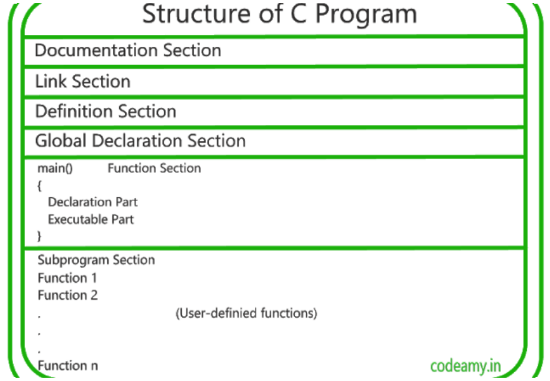 Structure of C Program
Documentation Section
Link Section
Definition Section
Global Declaration Section
main() Function Section
{
Declaration Part
Executable Part
}
Subprogram Section
Function 1
Function 2
. (User-definied functions)
.
.
Function n
codeamy.in